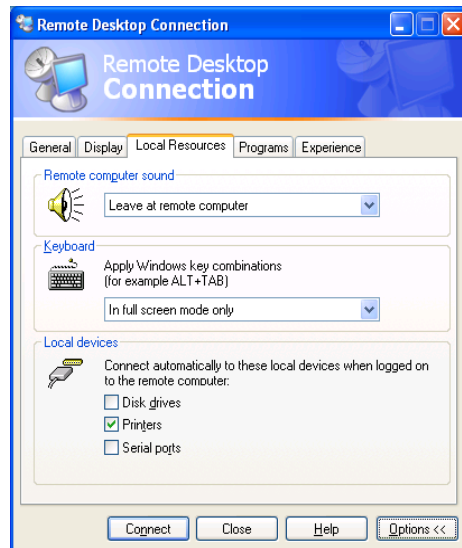 Remote Desktop Connection
Remote Desktop
Connection
General Display Local Resources Programs Experience
Remote computer sound
Leave at remote computer
Keyboard
Apply Windows key combinations
(for example ALT+TAB)
In full screen mode only
Local devices
Connect automatically to these local devices when logged on
to the remote computer:
Disk drives
Printers
Serial ports
Connect Close Help Options <<